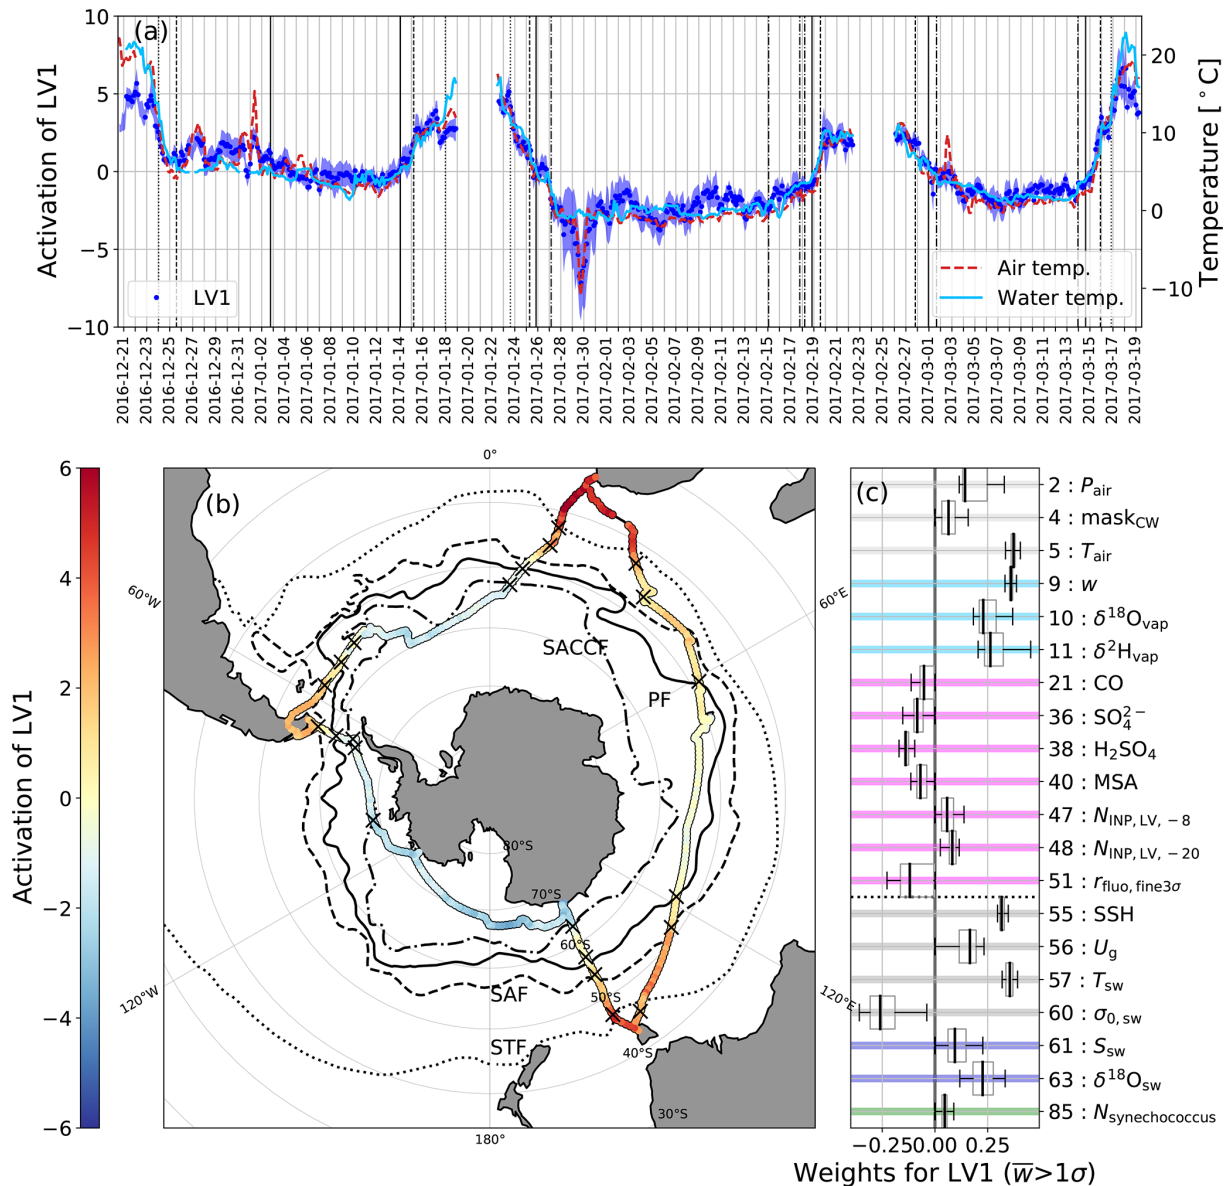 (a)
Activation of LV1
10
5
0
−5
−10
20
10
0
−10
Temperature [ °C]
LV1
Air temp.
Water temp.
2016-12-21
2016-12-23
2016-12-25
2016-12-27
2016-12-29
2016-12-31
2017-01-02
2017-01-04
2017-01-06
2017-01-08
2017-01-10
2017-01-12
2017-01-14
2017-01-16
2017-01-18
2017-01-20
2017-01-22
2017-01-24
2017-01-26
2017-01-28
2017-01-30
2017-02-01
2017-02-03
2017-02-05
2017-02-07
2017-02-09
2017-02-11
2017-02-13
2017-02-15
2017-02-17
2017-02-19
2017-02-21
2017-02-23
2017-02-25
2017-02-27
2017-03-01
2017-03-03
2017-03-05
2017-03-07
2017-03-09
2017-03-11
2017-03-13
2017-03-15
2017-03-17
2017-03-19
Activation of LV1
6
4
2
0
−2
−4
−6
(b)
0°
60°W
60°E
120°W
120°E
180°
SACCF
PF
SAF
STF
80°S
70°S
60°S
50°S
40°S
30°S
(c)
2 : P_air
4 : mask_CW
5 : T_air
9 : w
10 : δ¹⁸O_vap
11 : δ²H_vap
21 : CO
36 : SO₄²⁻
38 : H₂SO₄
40 : MSA
47 : N_INP, LV, −8
48 : N_INP, LV, −20
51 : r_fluo, fine3σ
55 : SSH
56 : U_g
57 : T_sw
60 : σ_0, sw
61 : S_sw
63 : δ¹⁸O_sw
85 : N_synechococcus
−0.25 0.00 0.25
Weights for LV1 (w̅>1σ)